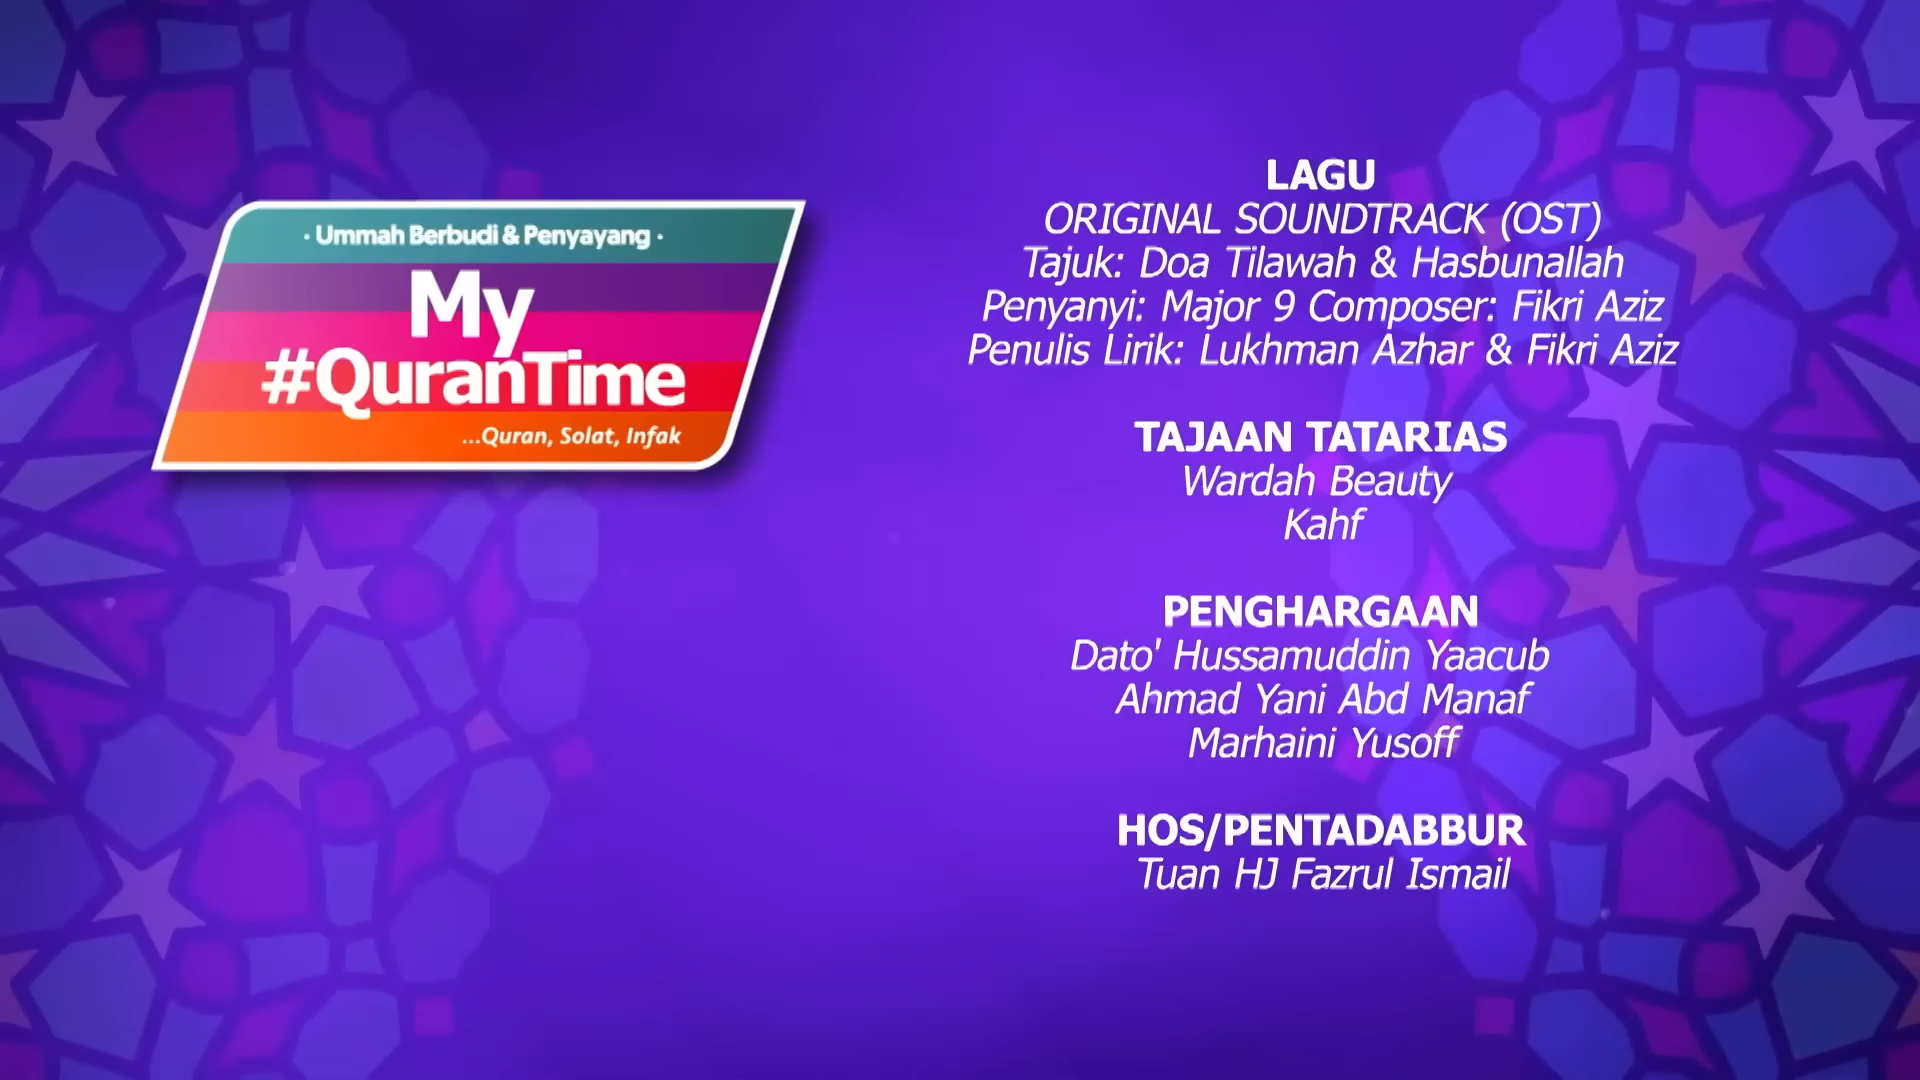 · Ummah Berbudi & Penyayang ·
My
#QuranTime
...Quran, Solat, Infak
LAGU
ORIGINAL SOUNDTRACK (OST)
Tajuk: Doa Tilawah & Hasbunallah
Penyanyi: Major 9 Composer: Fikri Aziz
Penulis Lirik: Lukhman Azhar & Fikri Aziz
TAJAAN TATARIAS
Wardah Beauty
Kahf
PENGHARGAAN
Dato' Hussamuddin Yaacub
Ahmad Yani Abd Manaf
Marhaini Yusoff
HOS/PENTADABBUR
Tuan HJ Fazrul Ismail